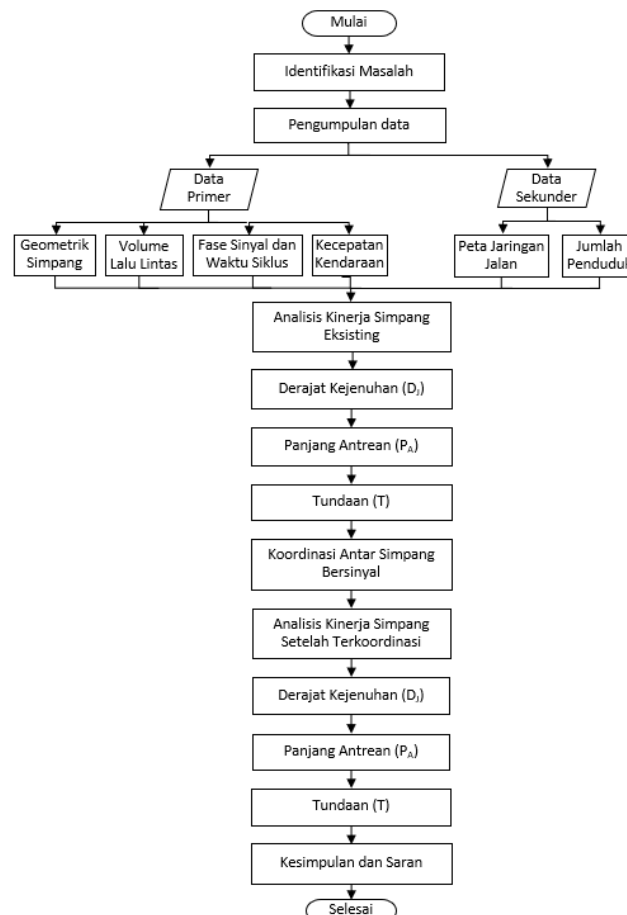 Mulai
Identifikasi Masalah
Pengumpulan data
Data
Primer
Data
Sekunder
Geometrik
Simpang
Volume
Lalu Lintas
Fase Sinyal dan
Waktu Siklus
Kecepatan
Kendaraan
Peta Jaringan
Jalan
Jumlah
Penduduk
Analisis Kinerja Simpang
Eksisting
Derajat Kejenuhan (DJ)
Panjang Antrean (PA)
Tundaan (T)
Koordinasi Antar Simpang
Bersinyal
Analisis Kinerja Simpang
Setelah Terkoordinasi
Derajat Kejenuhan (DJ)
Panjang Antrean (PA)
Tundaan (T)
Kesimpulan dan Saran
Selesai